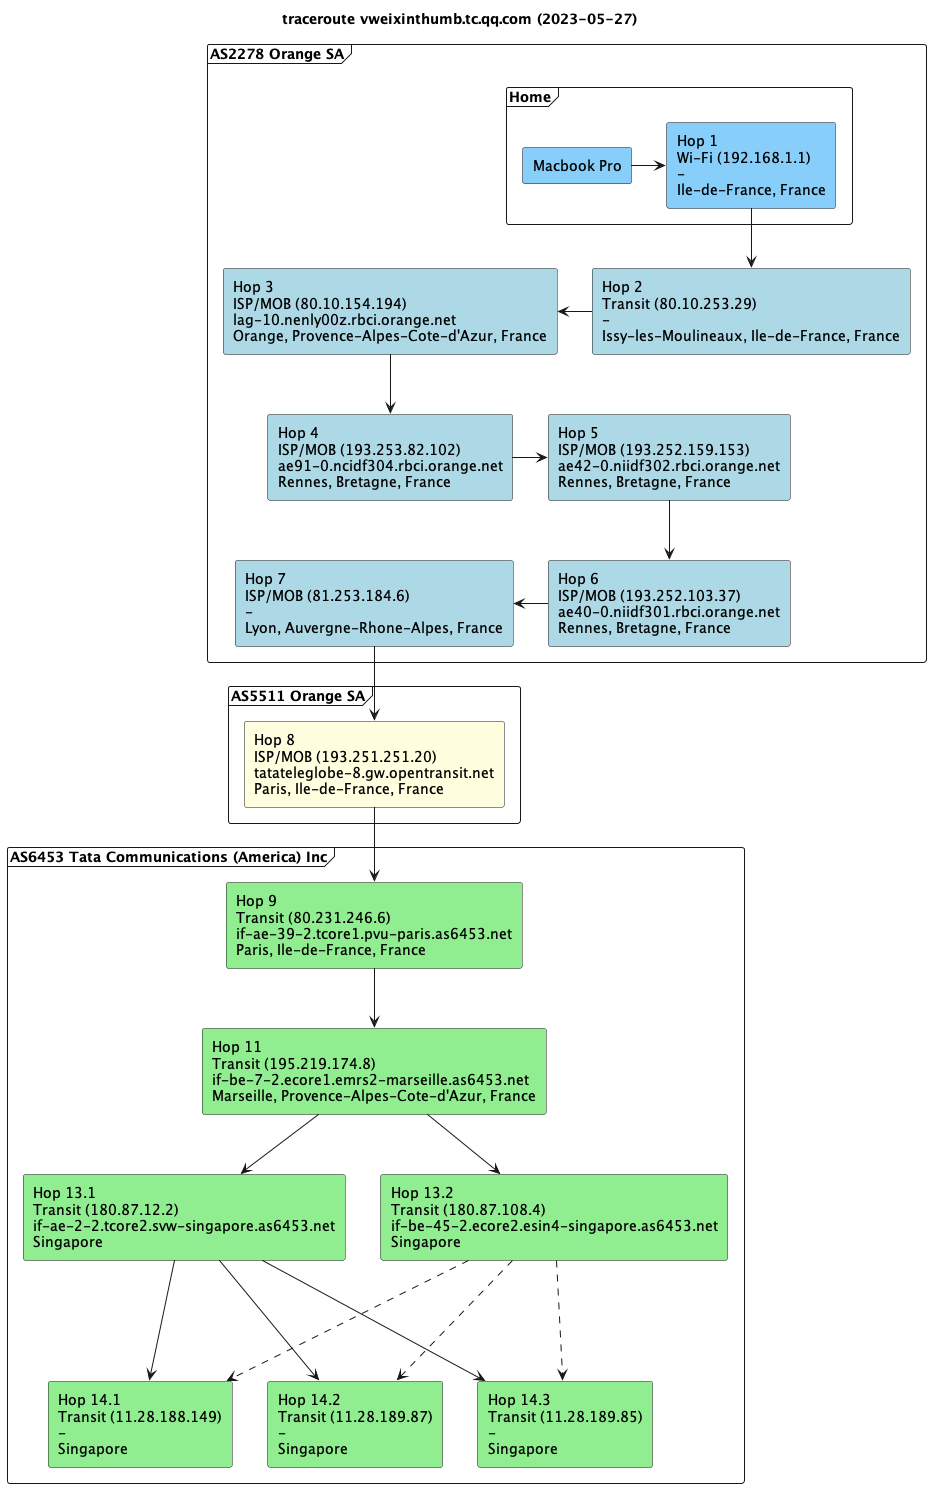 traceroute vweixinthumb.tc.qq.com (2023-05-27)
AS2278 Orange SA
Home
Macbook Pro
Hop 1
Wi-Fi (192.168.1.1)
-
Ile-de-France, France
Hop 2
Transit (80.10.253.29)
-
Issy-les-Moulineaux, Ile-de-France, France
Hop 3
ISP/MOB (80.10.154.194)
lag-10.nenly00z.rbci.orange.net
Orange, Provence-Alpes-Cote-d'Azur, France
Hop 4
ISP/MOB (193.253.82.102)
ae91-0.ncidf304.rbci.orange.net
Rennes, Bretagne, France
Hop 5
ISP/MOB (193.252.159.153)
ae42-0.niidf302.rbci.orange.net
Rennes, Bretagne, France
Hop 6
ISP/MOB (193.252.103.37)
ae40-0.niidf301.rbci.orange.net
Rennes, Bretagne, France
Hop 7
ISP/MOB (81.253.184.6)
-
Lyon, Auvergne-Rhone-Alpes, France
AS5511 Orange SA
Hop 8
ISP/MOB (193.251.251.20)
tatateleglobe-8.gw.opentransit.net
Paris, Ile-de-France, France
AS6453 Tata Communications (America) Inc
Hop 9
Transit (80.231.246.6)
if-ae-39-2.tcore1.pvu-paris.as6453.net
Paris, Ile-de-France, France
Hop 11
Transit (195.219.174.8)
if-be-7-2.ecore1.emrs2-marseille.as6453.net
Marseille, Provence-Alpes-Cote-d'Azur, France
Hop 13.1
Transit (180.87.12.2)
if-ae-2-2.tcore2.svw-singapore.as6453.net
Singapore
Hop 13.2
Transit (180.87.108.4)
if-be-45-2.ecore2.esin4-singapore.as6453.net
Singapore
Hop 14.1
Transit (11.28.188.149)
-
Singapore
Hop 14.2
Transit (11.28.189.87)
-
Singapore
Hop 14.3
Transit (11.28.189.85)
-
Singapore